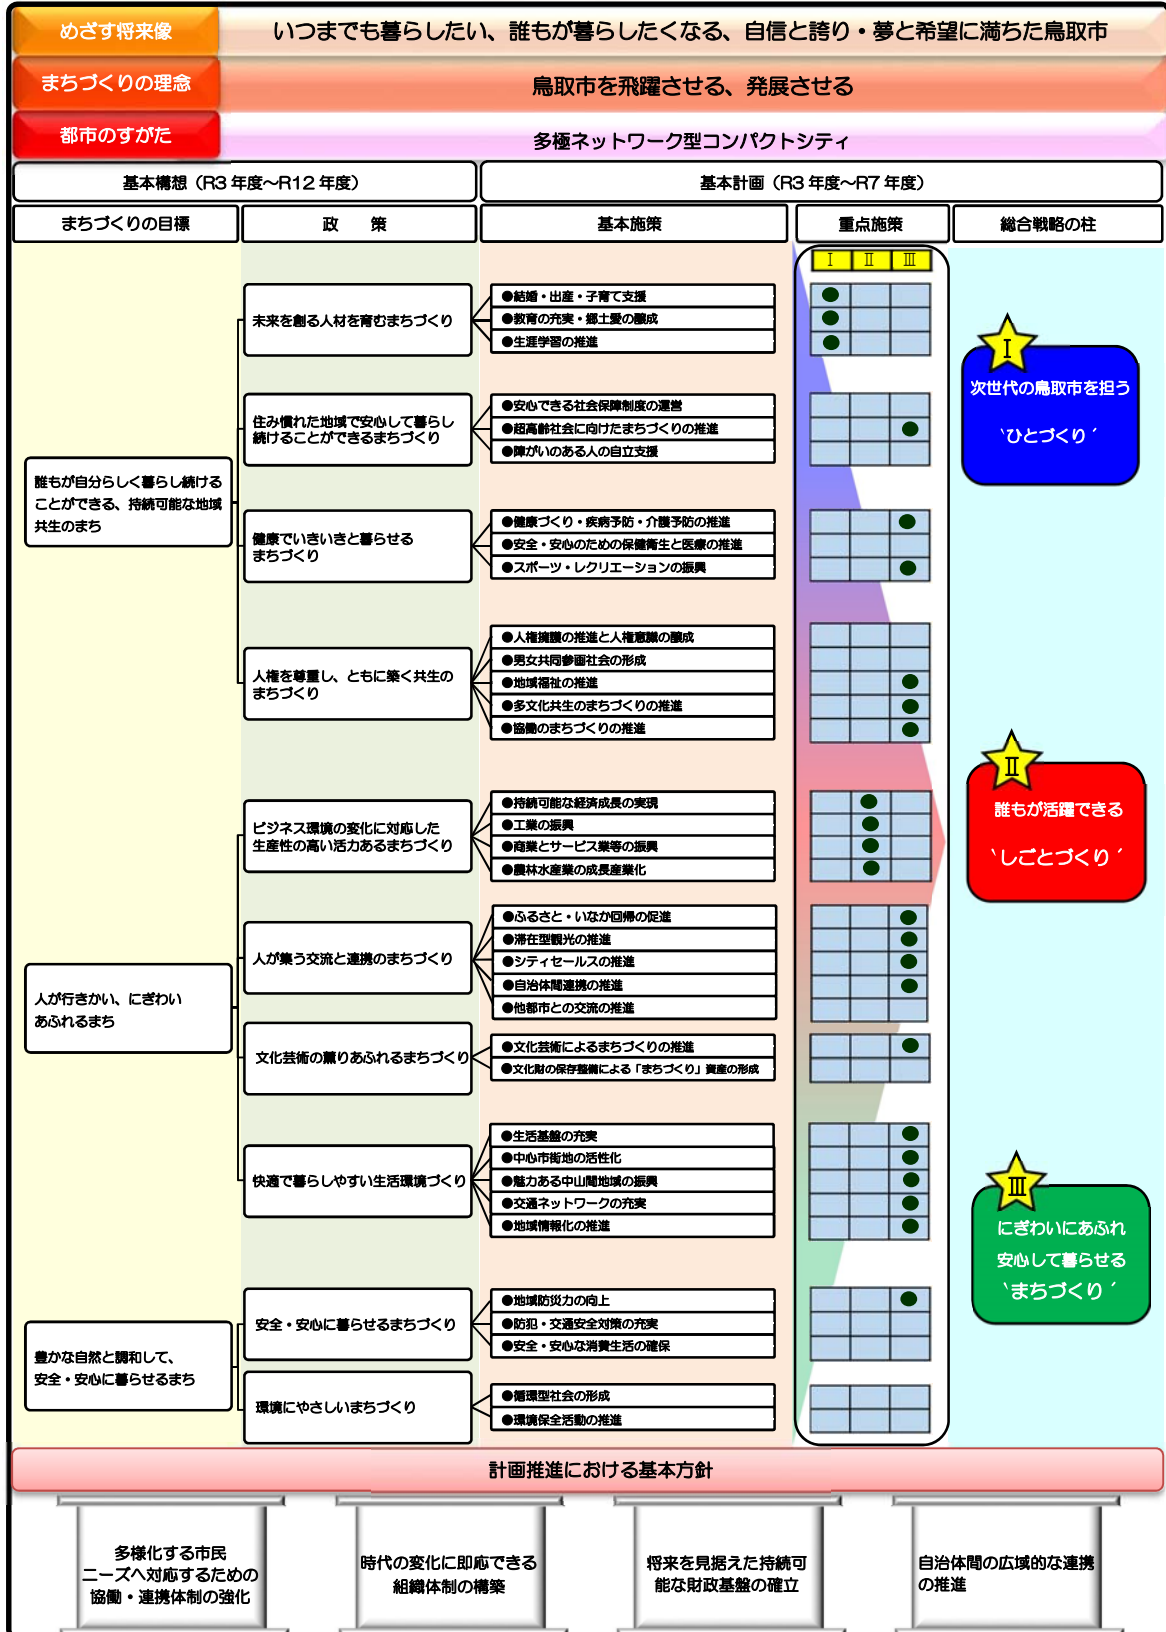 めざす将来像
いつまでも暮らしたい、誰もが暮らしたくなる、自信と誇り・夢と希望に満ちた鳥取市
まちづくりの理念
鳥取市を飛躍させる、発展させる
都市のすがた
多極ネットワーク型コンパクトシティ
基本構想（R3 年度～R12 年度）
基本計画（R3 年度～R7 年度）
まちづくりの目標
政　　策
基本施策
重点施策
総合戦略の柱
Ⅰ Ⅱ Ⅲ
誰もが自分らしく暮らし続ける
ことができる、持続可能な地域
共生のまち
未来を創る人材を育むまちづくり
●結婚・出産・子育て支援
●教育の充実・郷土愛の醸成
●生涯学習の推進
住み慣れた地域で安心して暮らし
続けることができるまちづくり
●安心できる社会保障制度の運営
●超高齢社会に向けたまちづくりの推進
●障がいのある人の自立支援
健康でいきいきと暮らせる
まちづくり
●健康づくり・疾病予防・介護予防の推進
●安全・安心のための保健衛生と医療の推進
●スポーツ・レクリエーションの振興
人権を尊重し、ともに築く共生の
まちづくり
●人権擁護の推進と人権意識の醸成
●男女共同参画社会の形成
●地域福祉の推進
●多文化共生のまちづくりの推進
●協働のまちづくりの推進
人が行きかい、にぎわい
あふれるまち
ビジネス環境の変化に対応した
生産性の高い活力あるまちづくり
●持続可能な経済成長の実現
●工業の振興
●商業とサービス業等の振興
●農林水産業の成長産業化
人が集う交流と連携のまちづくり
●ふるさと・いなか回帰の促進
●滞在型観光の推進
●シティセールスの推進
●自治体間連携の推進
●他都市との交流の推進
文化芸術の薫りあふれるまちづくり
●文化芸術によるまちづくりの推進
●文化財の保存整備による「まちづくり」資産の形成
快適で暮らしやすい生活環境づくり
●生活基盤の充実
●中心市街地の活性化
●魅力ある中山間地域の振興
●交通ネットワークの充実
●地域情報化の推進
豊かな自然と調和して、
安全・安心に暮らせるまち
安全・安心に暮らせるまちづくり
●地域防災力の向上
●防犯・交通安全対策の充実
●安全・安心な消費生活の確保
環境にやさしいまちづくり
●循環型社会の形成
●環境保全活動の推進
Ⅰ
次世代の鳥取市を担う
‵ひとづくり′
Ⅱ
誰もが活躍できる
‵しごとづくり′
Ⅲ
にぎわいにあふれ
安心して暮らせる
‵まちづくり′
計画推進における基本方針
多様化する市民
ニーズへ対応するための
協働・連携体制の強化
時代の変化に即応できる
組織体制の構築
将来を見据えた持続可
能な財政基盤の確立
自治体間の広域的な連携
の推進